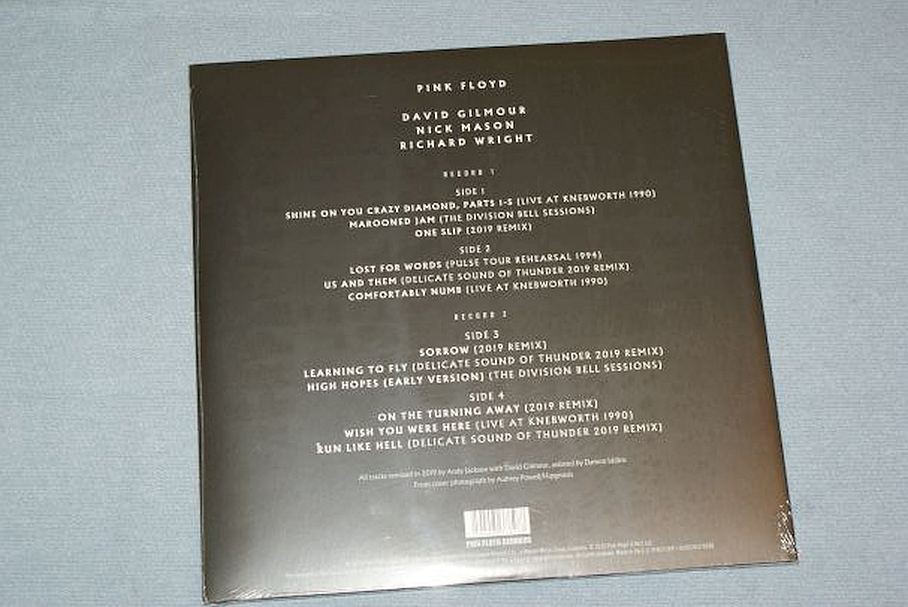 PINK FLOYD
DAVID GILMOUR
NICK MASON
RICHARD WRIGHT
RECORD 1
SIDE 1
SHINE ON YOU CRAZY DIAMOND, PARTS 1-5 (LIVE AT KNEBWORTH 1990)
MAROONED JAM (THE DIVISION BELL SESSIONS)
ONE SLIP (2019 REMIX)
SIDE 2
LOST FOR WORDS (PULSE TOUR REHEARSAL 1994)
US AND THEM (DELICATE SOUND OF THUNDER 2019 REMIX)
COMFORTABLY NUMB (LIVE AT KNEBWORTH 1990)
RECORD 2
SIDE 3
SORROW (2019 REMIX)
LEARNING TO FLY (DELICATE SOUND OF THUNDER 2019 REMIX)
HIGH HOPES (EARLY VERSION) (THE DIVISION BELL SESSIONS)
SIDE 4
ON THE TURNING AWAY (2019 REMIX)
WISH YOU WERE HERE (LIVE AT KNEBWORTH 1990)
RUN LIKE HELL (DELICATE SOUND OF THUNDER 2019 REMIX)
All tracks remixed in 2019 by Andy Jackson with David Gilmour, assisted by Damon Iddins
Front cover photograph by Aubrey Powell/Hipgnosis
PINK FLOYD RECORDS